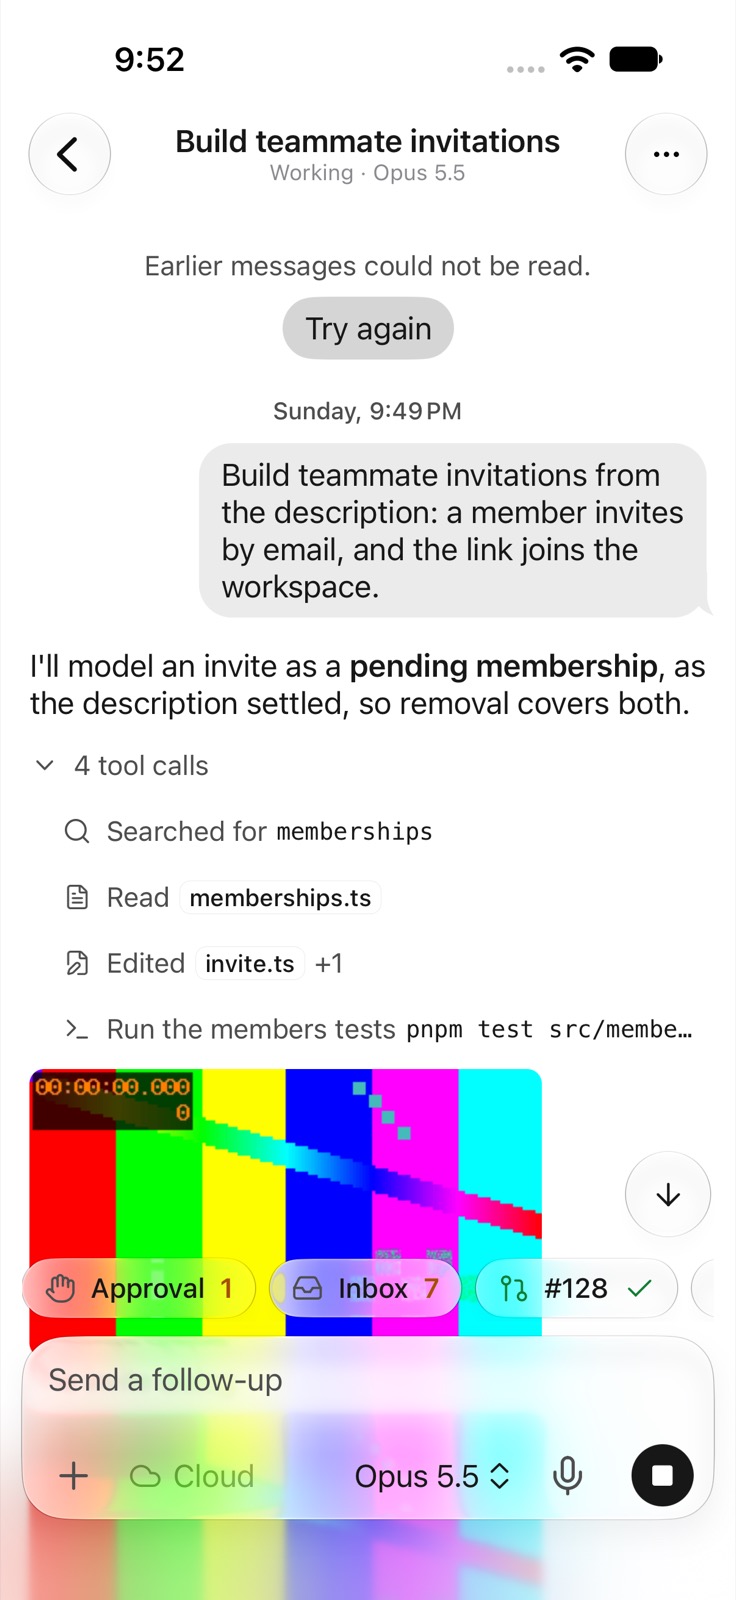 9:52
Build teammate invitations
Working · Opus 5.5
Earlier messages could not be read.
Try again
Sunday, 9:49 PM
Build teammate invitations from
the description: a member invites
by email, and the link joins the
workspace.
I'll model an invite as a pending membership, as
the description settled, so removal covers both.
4 tool calls
Searched for memberships
Read memberships.ts
Edited invite.ts +1
Run the members tests pnpm test src/membe…
00:00:00.000
0
Approval 1
Inbox 7
#128
Send a follow-up
Cloud
Opus 5.5